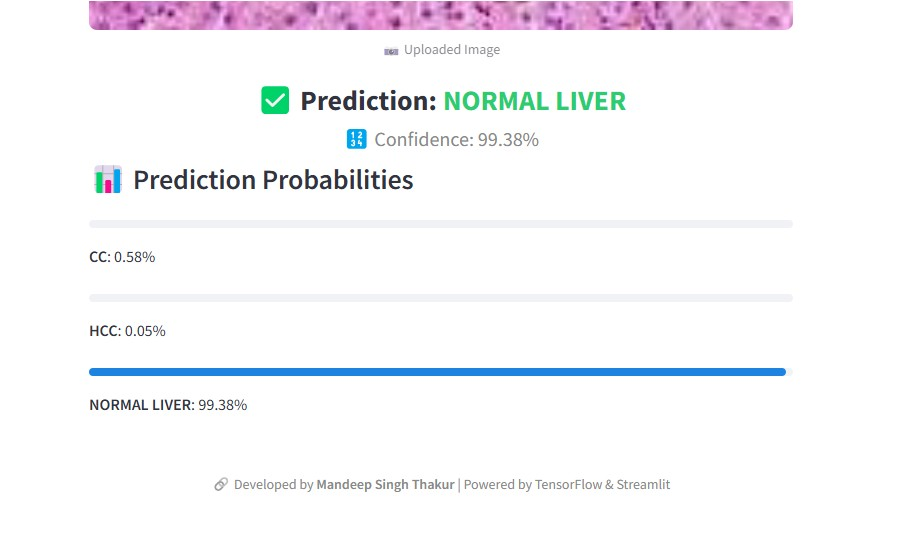 Uploaded Image
Prediction: NORMAL LIVER
Confidence: 99.38%
Prediction Probabilities
CC: 0.58%
HCC: 0.05%
NORMAL LIVER: 99.38%
Developed by Mandeep Singh Thakur | Powered by TensorFlow & Streamlit